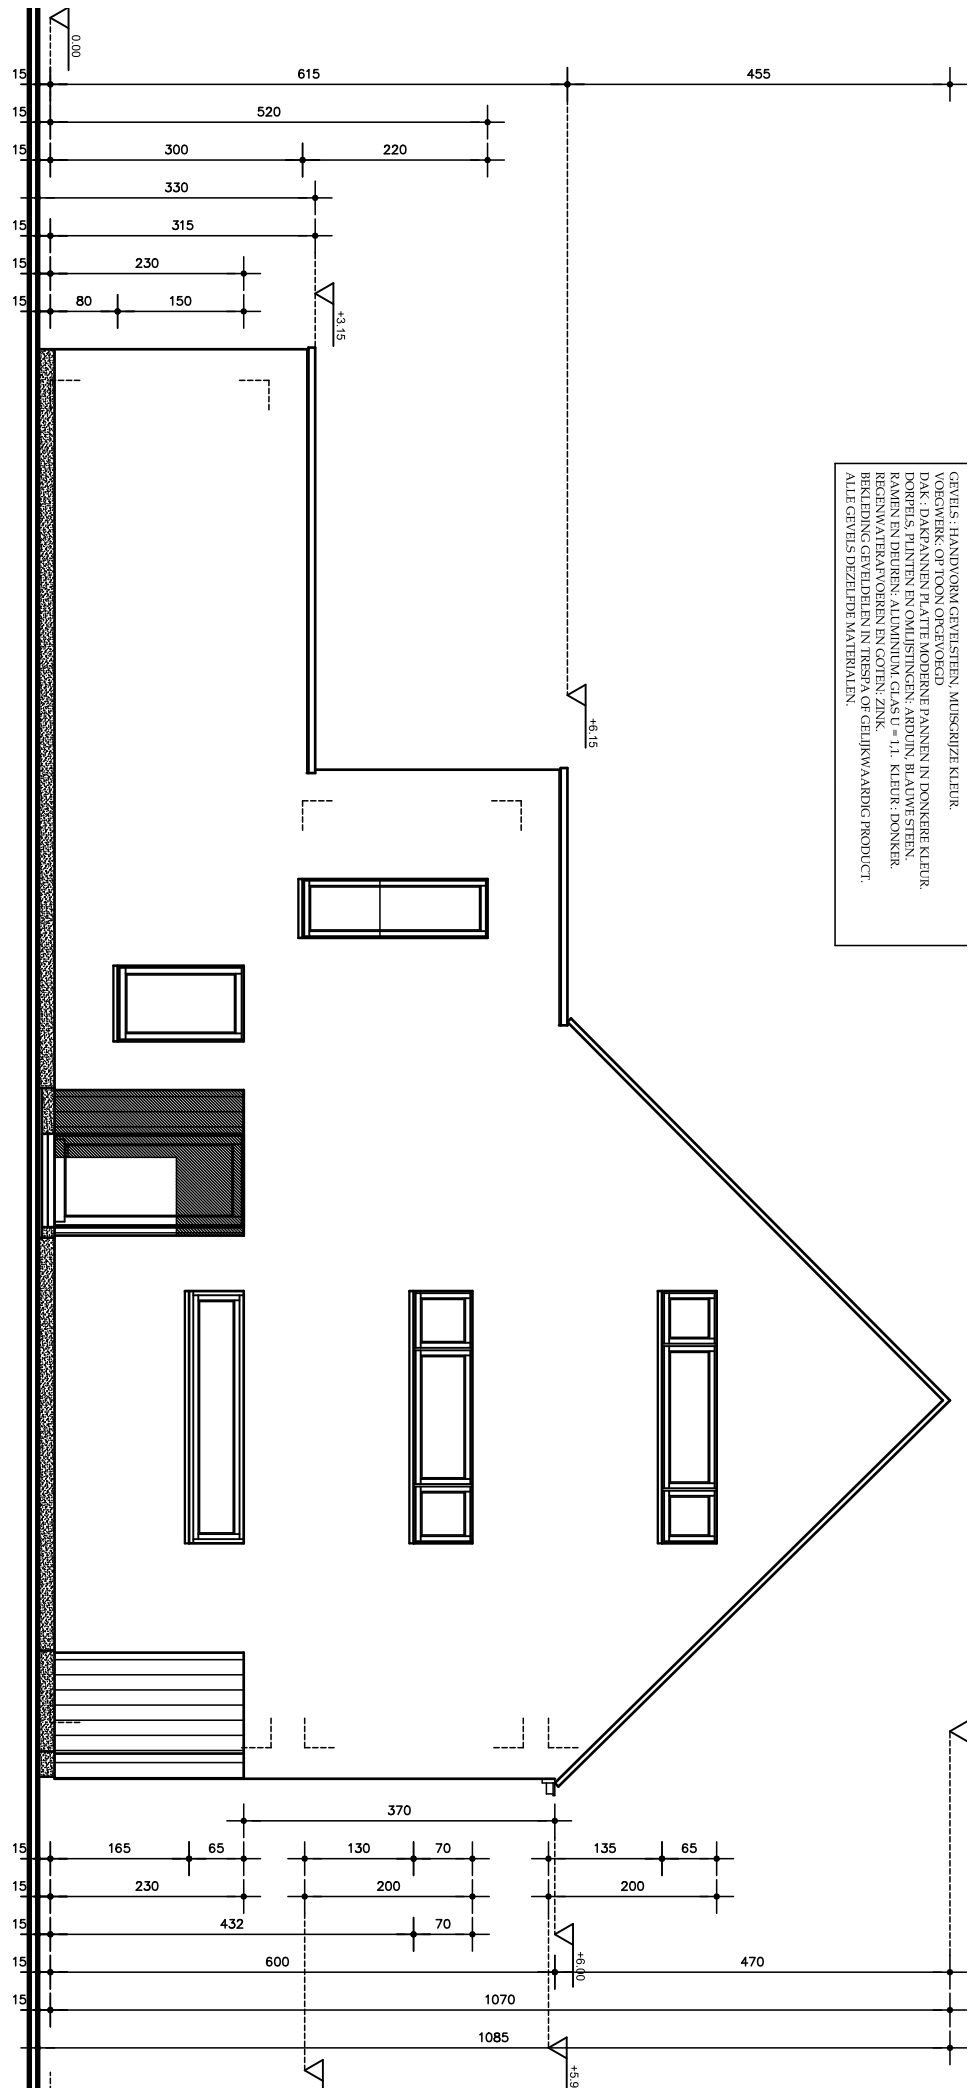 0.00
15 615 455
15 520
15 300 220
330
15 315
15 230
15 80 150
+3.15
GEVELS : HANDVORM GEVELSTEEN, MUISGRIJZE KLEUR.
VOEGWERK: OP TOON OPGEVOEGD
DAK : DAKPANNEN PLATTE MODERNE PANNEN IN DONKERE KLEUR.
DORPELS, PLINTEN EN OMLIJSTINGEN: ARDUIN, BLAUWE STEEN.
RAMEN EN DEUREN: ALUMINIUM. GLAS U = 1,1. KLEUR : DONKER.
REGENWATERAFVOEREN EN GOTEN: ZINK.
BEKLEDING GEVELDELEN IN TRESPA OF GELIJKWAARDIG PRODUCT.
ALLE GEVELS DEZELFDE MATERIALEN.
+6.15
370
15 165 65 130 70 135 65
15 230 200 200
15 432 70
+6.00
15 600 470
15 1070
1085
+5.9